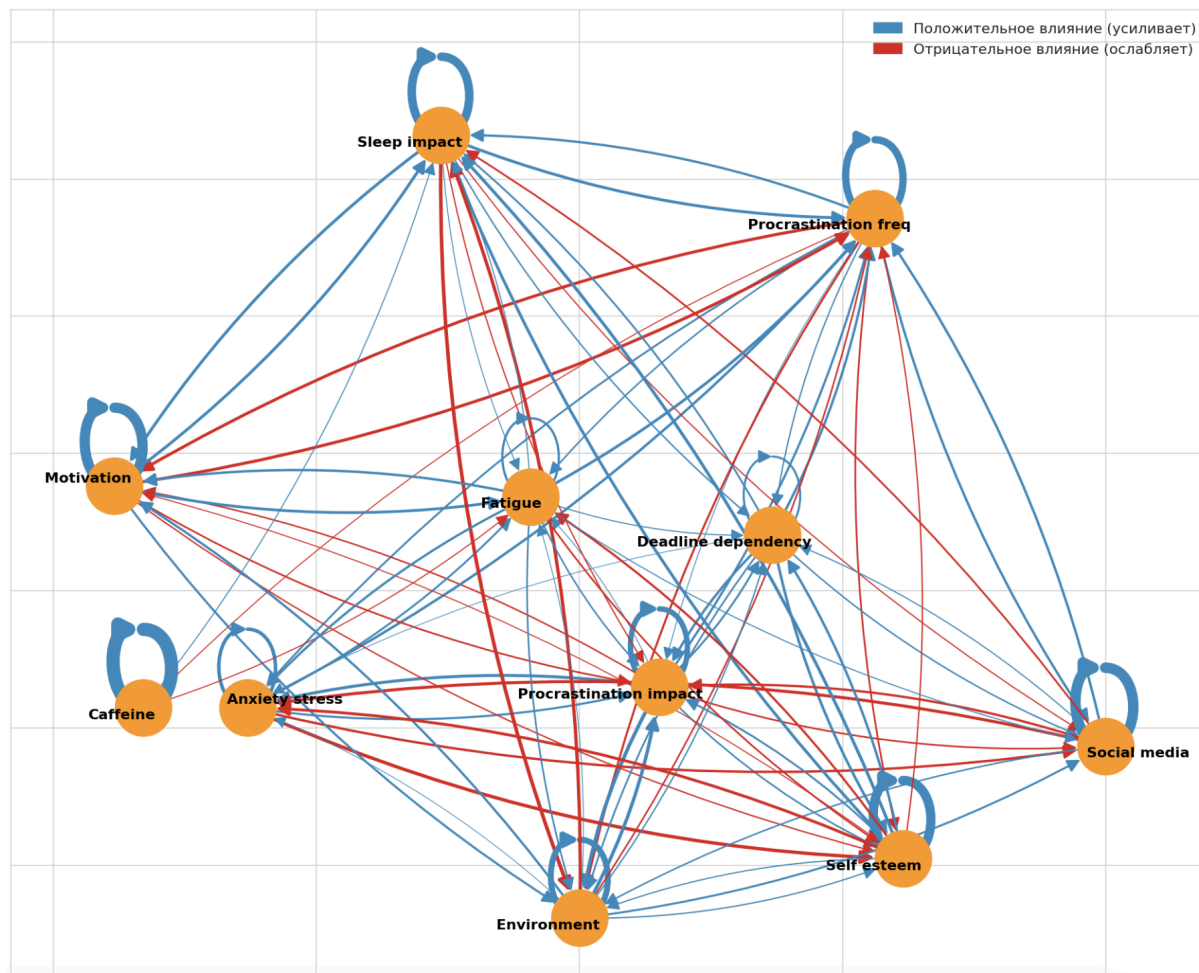 Положительное влияние (усиливает)
Отрицательное влияние (ослабляет)
Sleep impact
Procrastination freq
Motivation
Fatigue
Deadline dependency
Procrastination impact
Anxiety stress
Caffeine
Social media
Self esteem
Environment